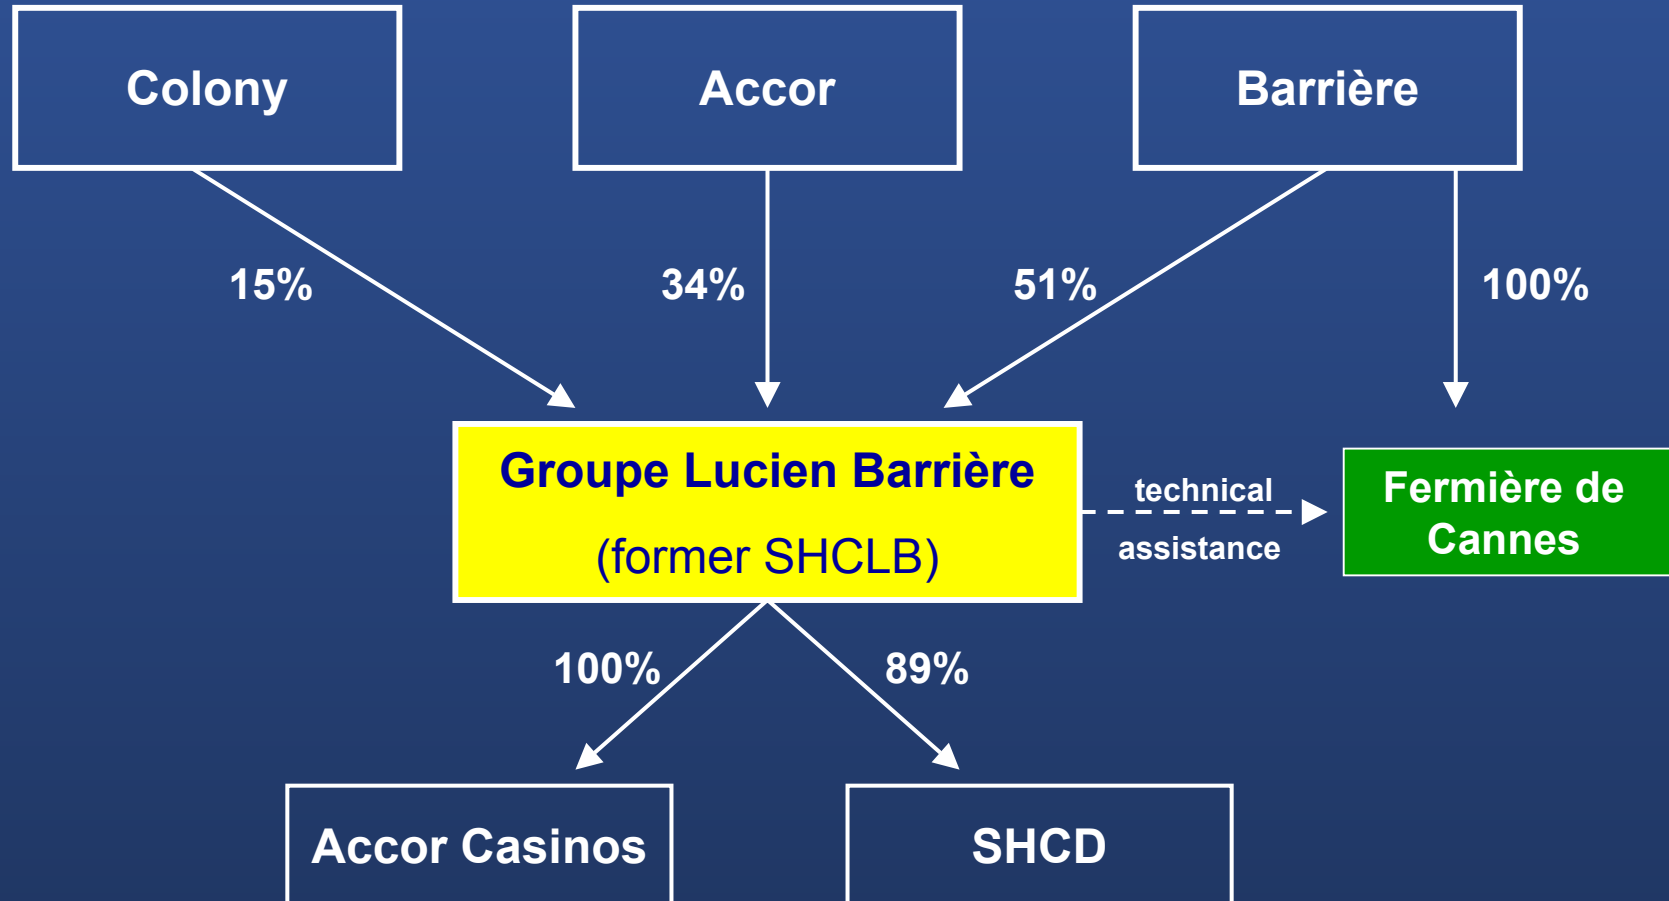 Colony
Accor
Barrière
15%
34%
51%
100%
Groupe Lucien Barrière
(former SHCLB)
technical
assistance
Fermière de
Cannes
100%
89%
Accor Casinos
SHCD